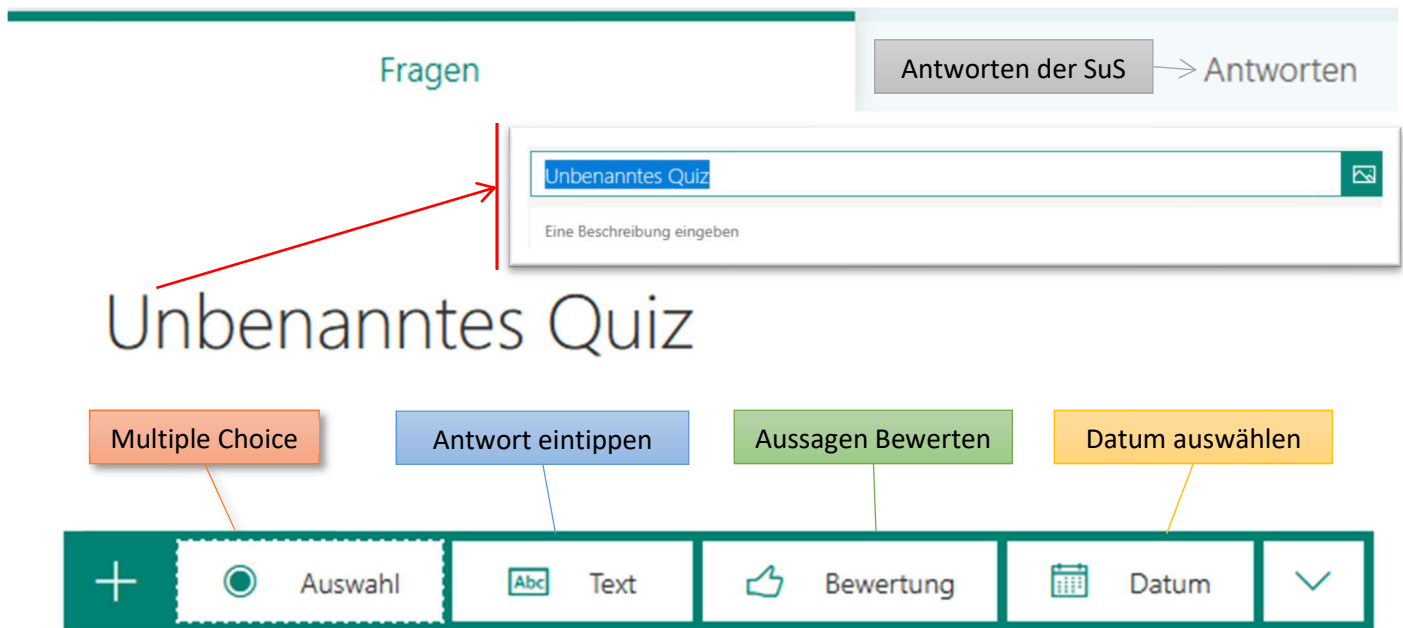 Fragen
Antworten der SuS
Antworten
Unbenanntes Quiz
Eine Beschreibung eingeben
Unbenanntes Quiz
Multiple Choice
Antwort eintippen
Aussagen Bewerten
Datum auswählen
Auswahl
Abc
Text
Bewertung
Datum